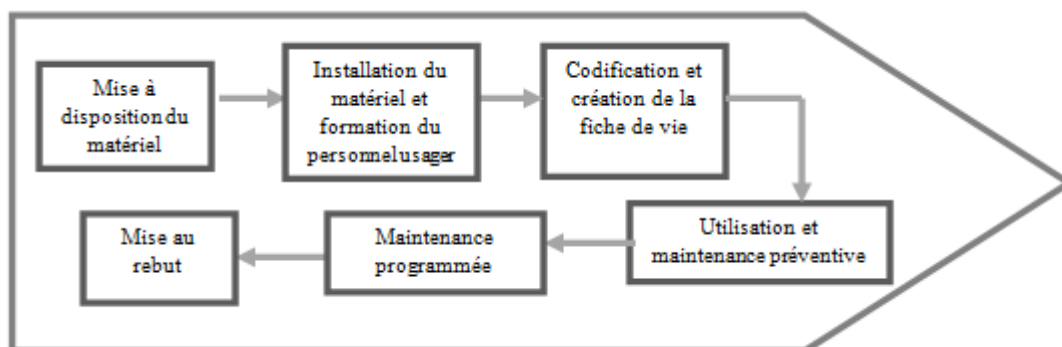 Mise à
disposition du
matériel
Installation du
matériel et
formation du
personnel usager
Codification et
création de la
fiche de vie
Utilisation et
maintenance préventive
Maintenance
programmée
Mise au
rebut